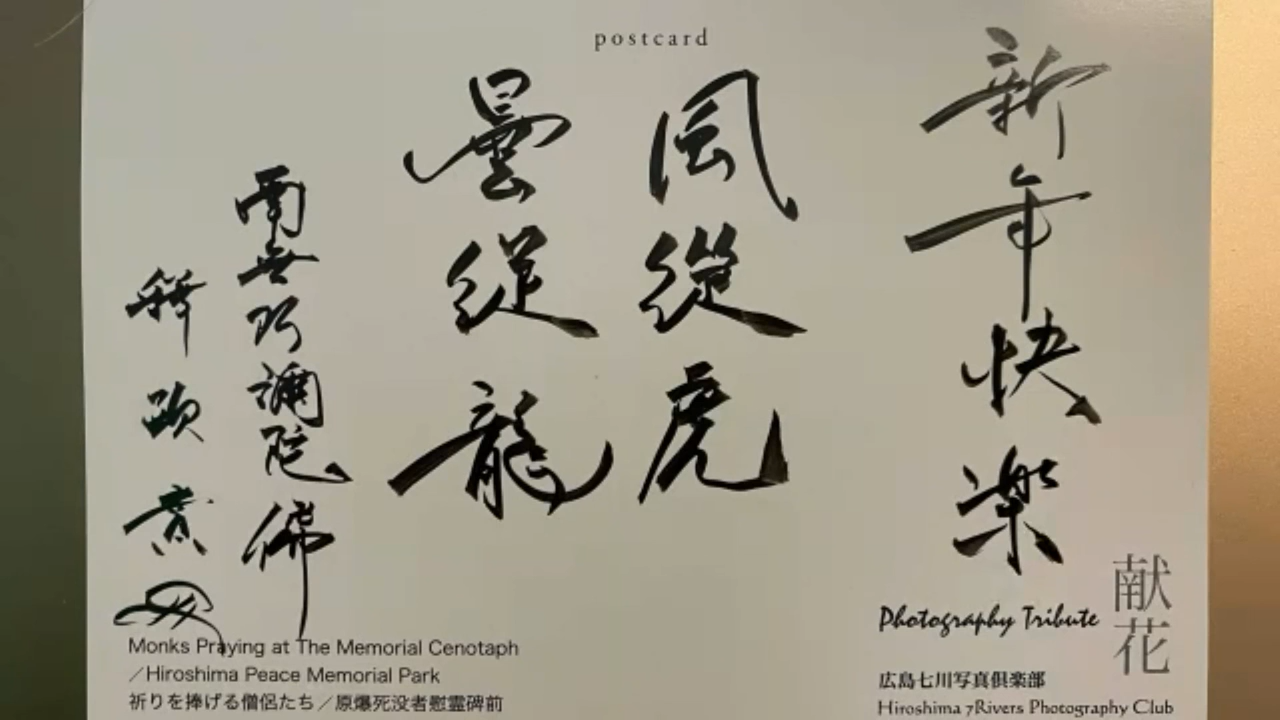 postcard
新年快樂
風從虎
雲從龍
南無阿彌陀佛
釋
Photography Tribute
献花
広島七川写真倶楽部
Hiroshima 7Rivers Photography Club
Monks Praying at The Memorial Cenotaph
／Hiroshima Peace Memorial Park
祈りを捧げる僧侶たち／原爆死没者慰霊碑前